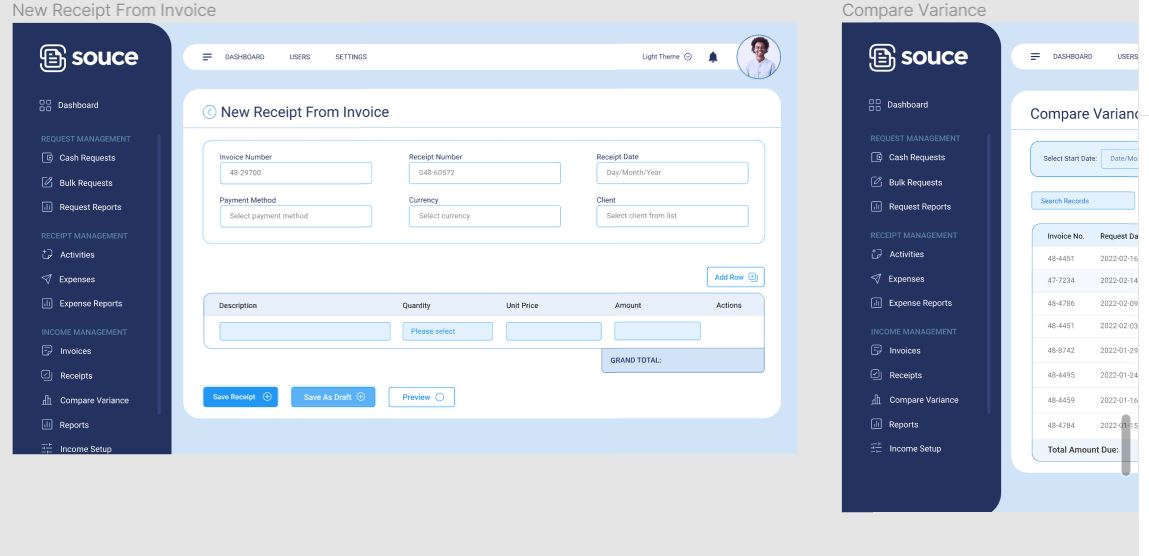 New Receipt From Invoice
souce
DASHBOARD USERS SETTINGS
Light Theme
Dashboard
REQUEST MANAGEMENT
Cash Requests
Bulk Requests
Request Reports
RECEIPT MANAGEMENT
Activities
Expenses
Expense Reports
INCOME MANAGEMENT
Invoices
Receipts
Compare Variance
Reports
Income Setup
New Receipt From Invoice
Invoice Number Receipt Number Receipt Date
48-29700 048-60572 Day/Month/Year
Payment Method Currency Client
Select payment method Select currency Select client from list
Add Row
Description Quantity Unit Price Amount Actions
Please select
GRAND TOTAL:
Save Receipt Save As Draft Preview
Compare Variance
souce
DASHBOARD USERS
Dashboard
REQUEST MANAGEMENT
Cash Requests
Bulk Requests
Request Reports
RECEIPT MANAGEMENT
Activities
Expenses
Expense Reports
INCOME MANAGEMENT
Invoices
Receipts
Compare Variance
Reports
Income Setup
Compare Varianc
Select Start Date: Date/Mo
Search Records
Invoice No. Request Da
48-4451 2022-02-16
47-7234 2022-02-14
48-4786 2022-02-09
48-4451 2022-02-03
48-8742 2022-01-29
48-4495 2022-01-24
48-4459 2022-01-16
48-4784 2022-01-15
Total Amount Due: